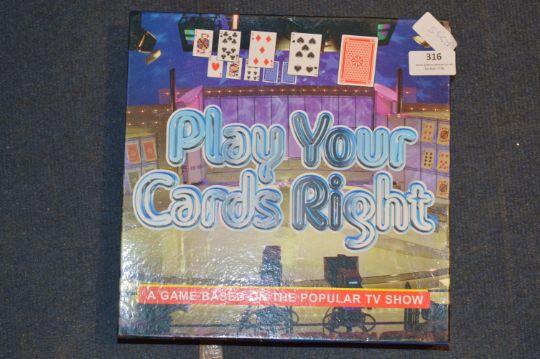 316
Play Your
Cards Right
A GAME BASED ON THE POPULAR TV SHOW